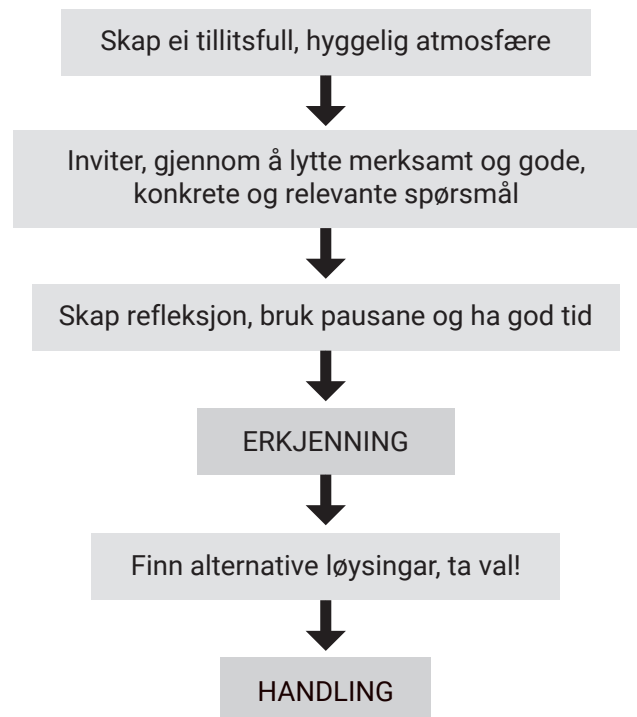 Skap ei tillitsfull, hyggelig atmosfære
Inviter, gjennom å lytte merksamt og gode,
konkrete og relevante spørsmål
Skap refleksjon, bruk pausane og ha god tid
ERKJENNING
Finn alternative løysingar, ta val!
HANDLING